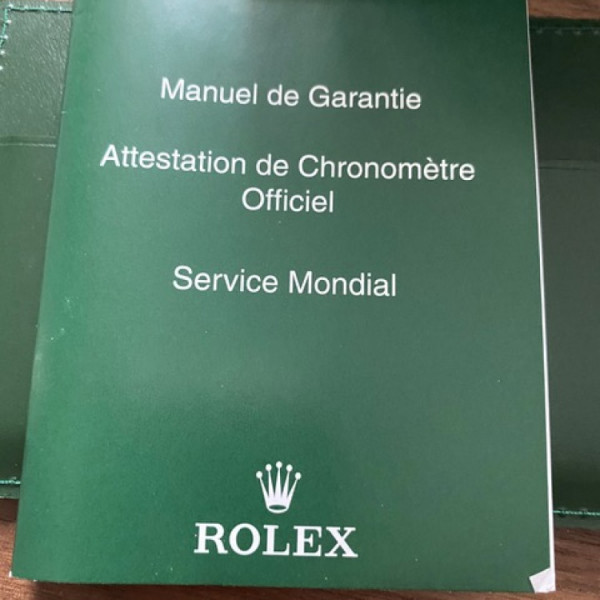 Manuel de Garantie
Attestation de Chronomètre
Officiel
Service Mondial
ROLEX